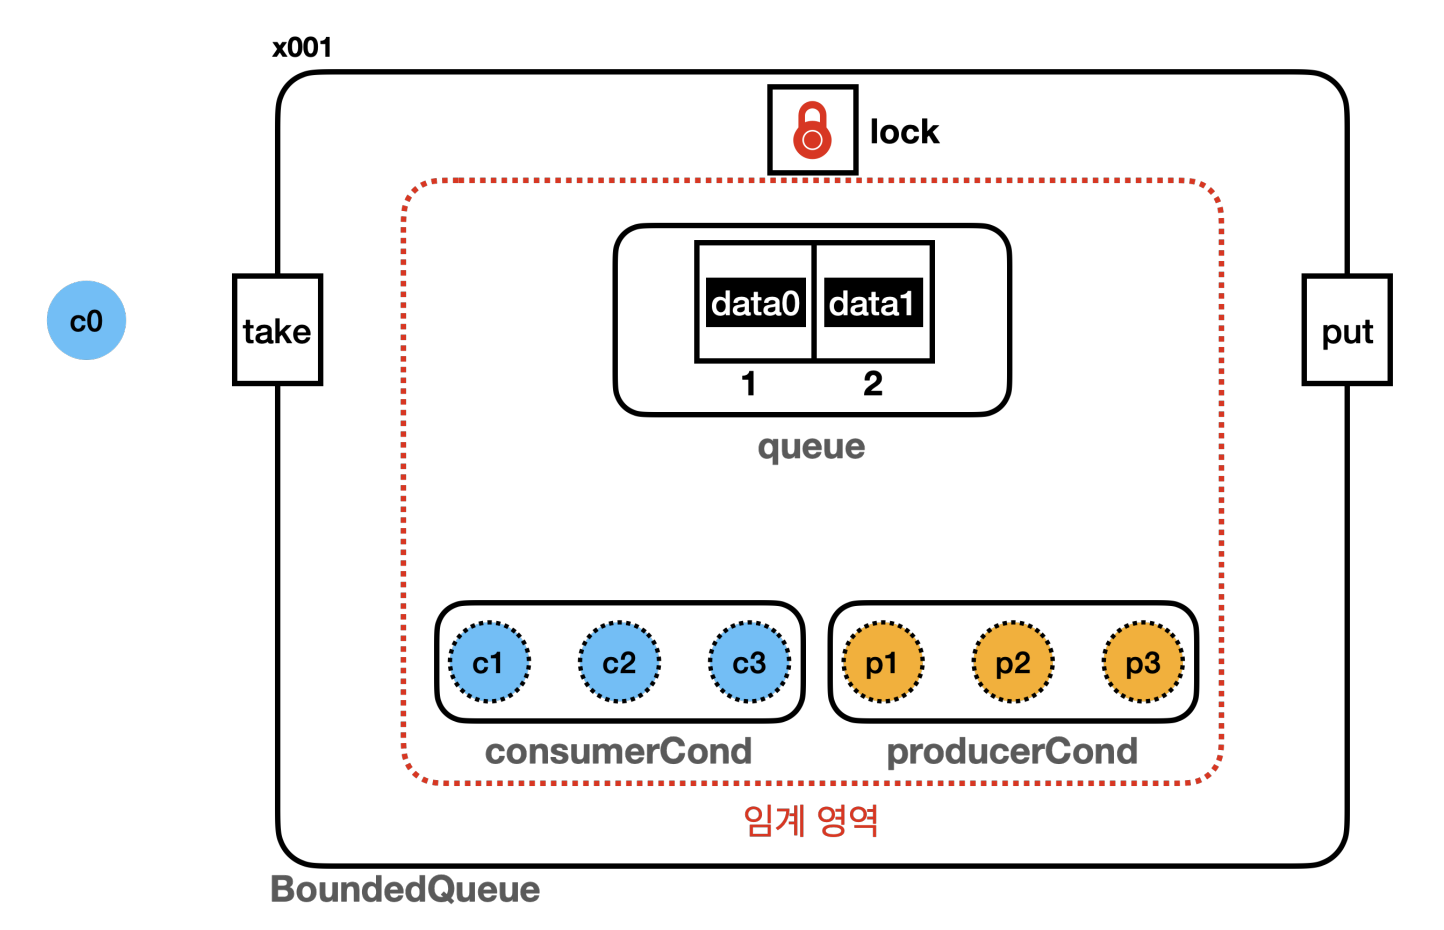 x001
lock
c0
take
data0 data1
1 2
put
queue
c1 c2 c3
p1 p2 p3
consumerCond
producerCond
임계 영역
BoundedQueue